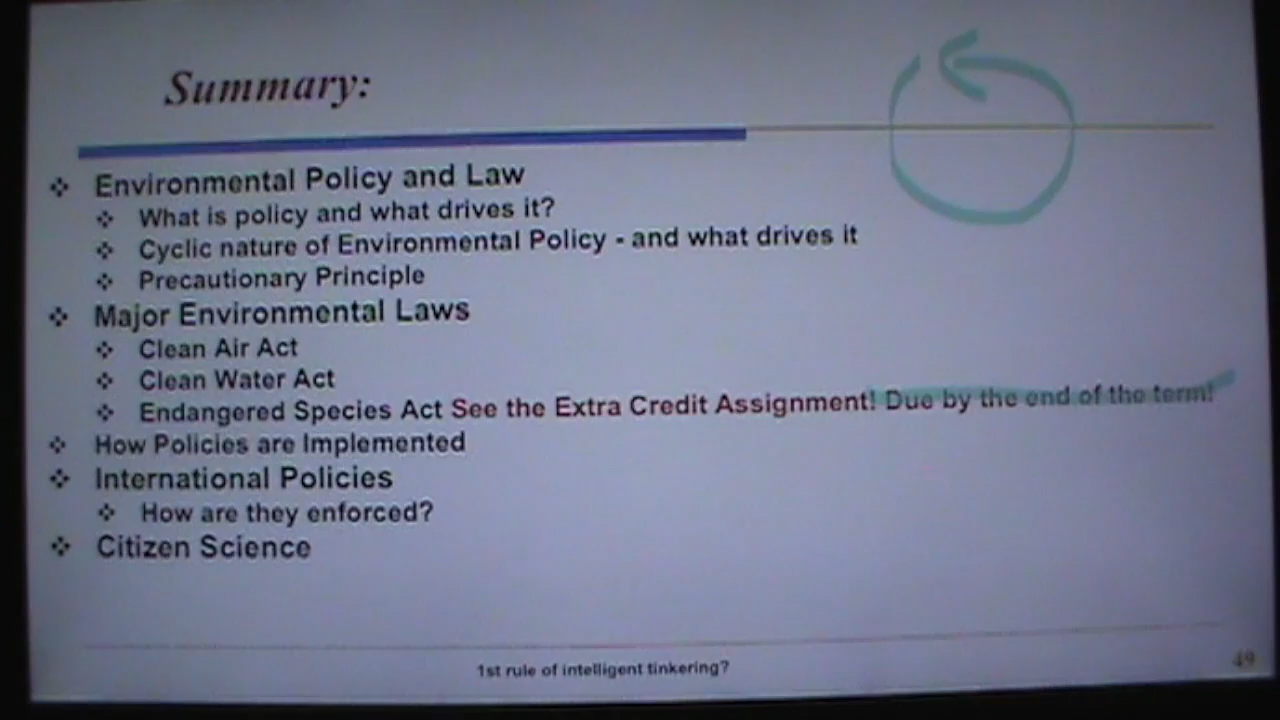 Summary:
Environmental Policy and Law
What is policy and what drives it?
Cyclic nature of Environmental Policy - and what drives it
Precautionary Principle
Major Environmental Laws
Clean Air Act
Clean Water Act
Endangered Species Act See the Extra Credit Assignment! Due by the end of the term!
How Policies are Implemented
International Policies
How are they enforced?
Citizen Science
1st rule of intelligent tinkering?
49